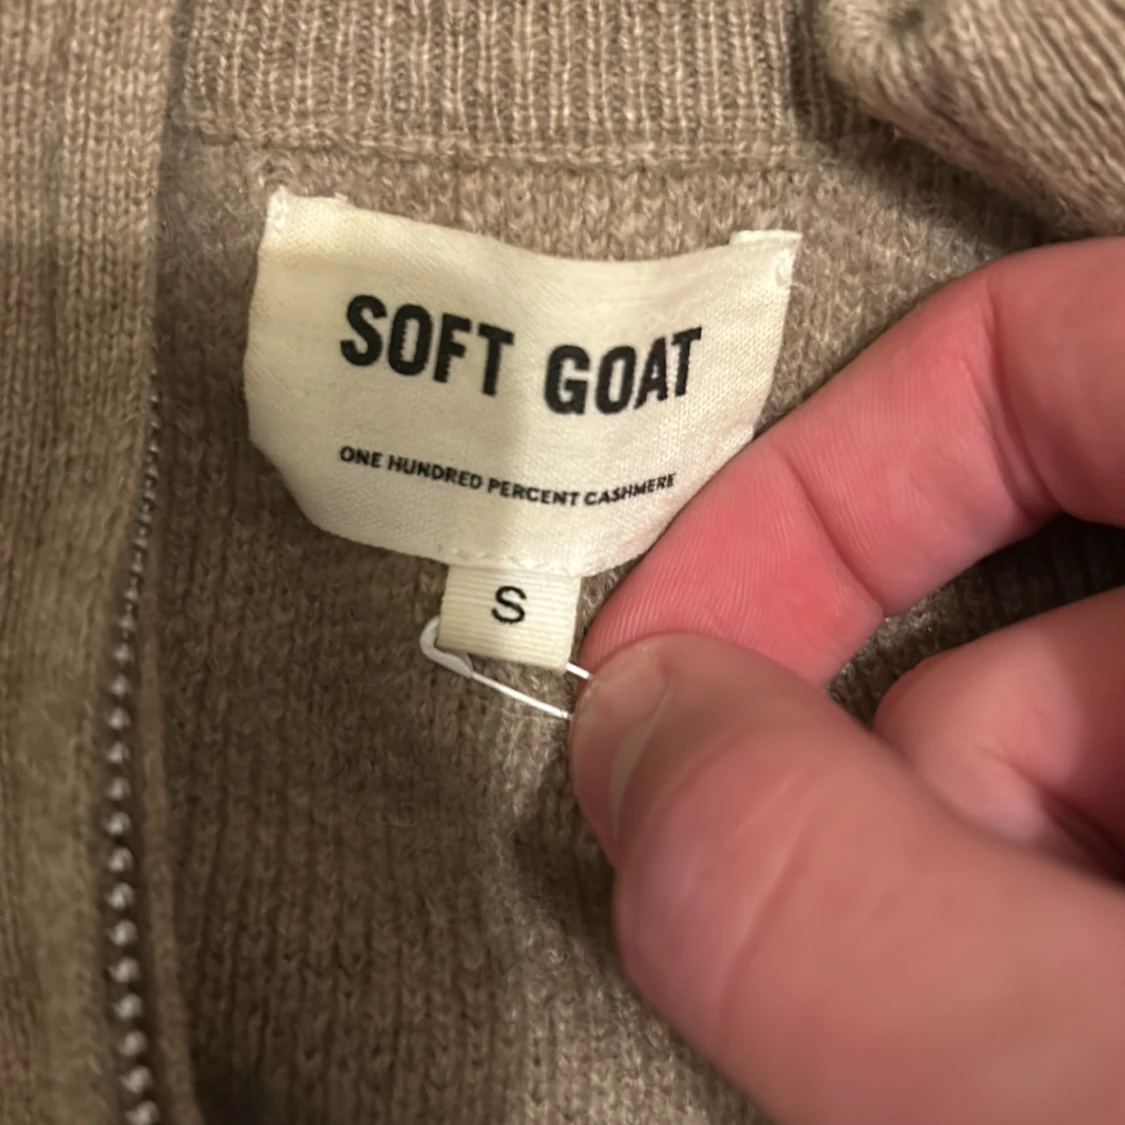 SOFT GOAT
ONE HUNDRED PERCENT CASHMERE
S